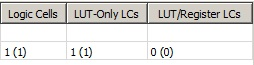 Logic Cells LUT-Only LCs LUT/Register LCs
1 (1) 1 (1) 0 (0)